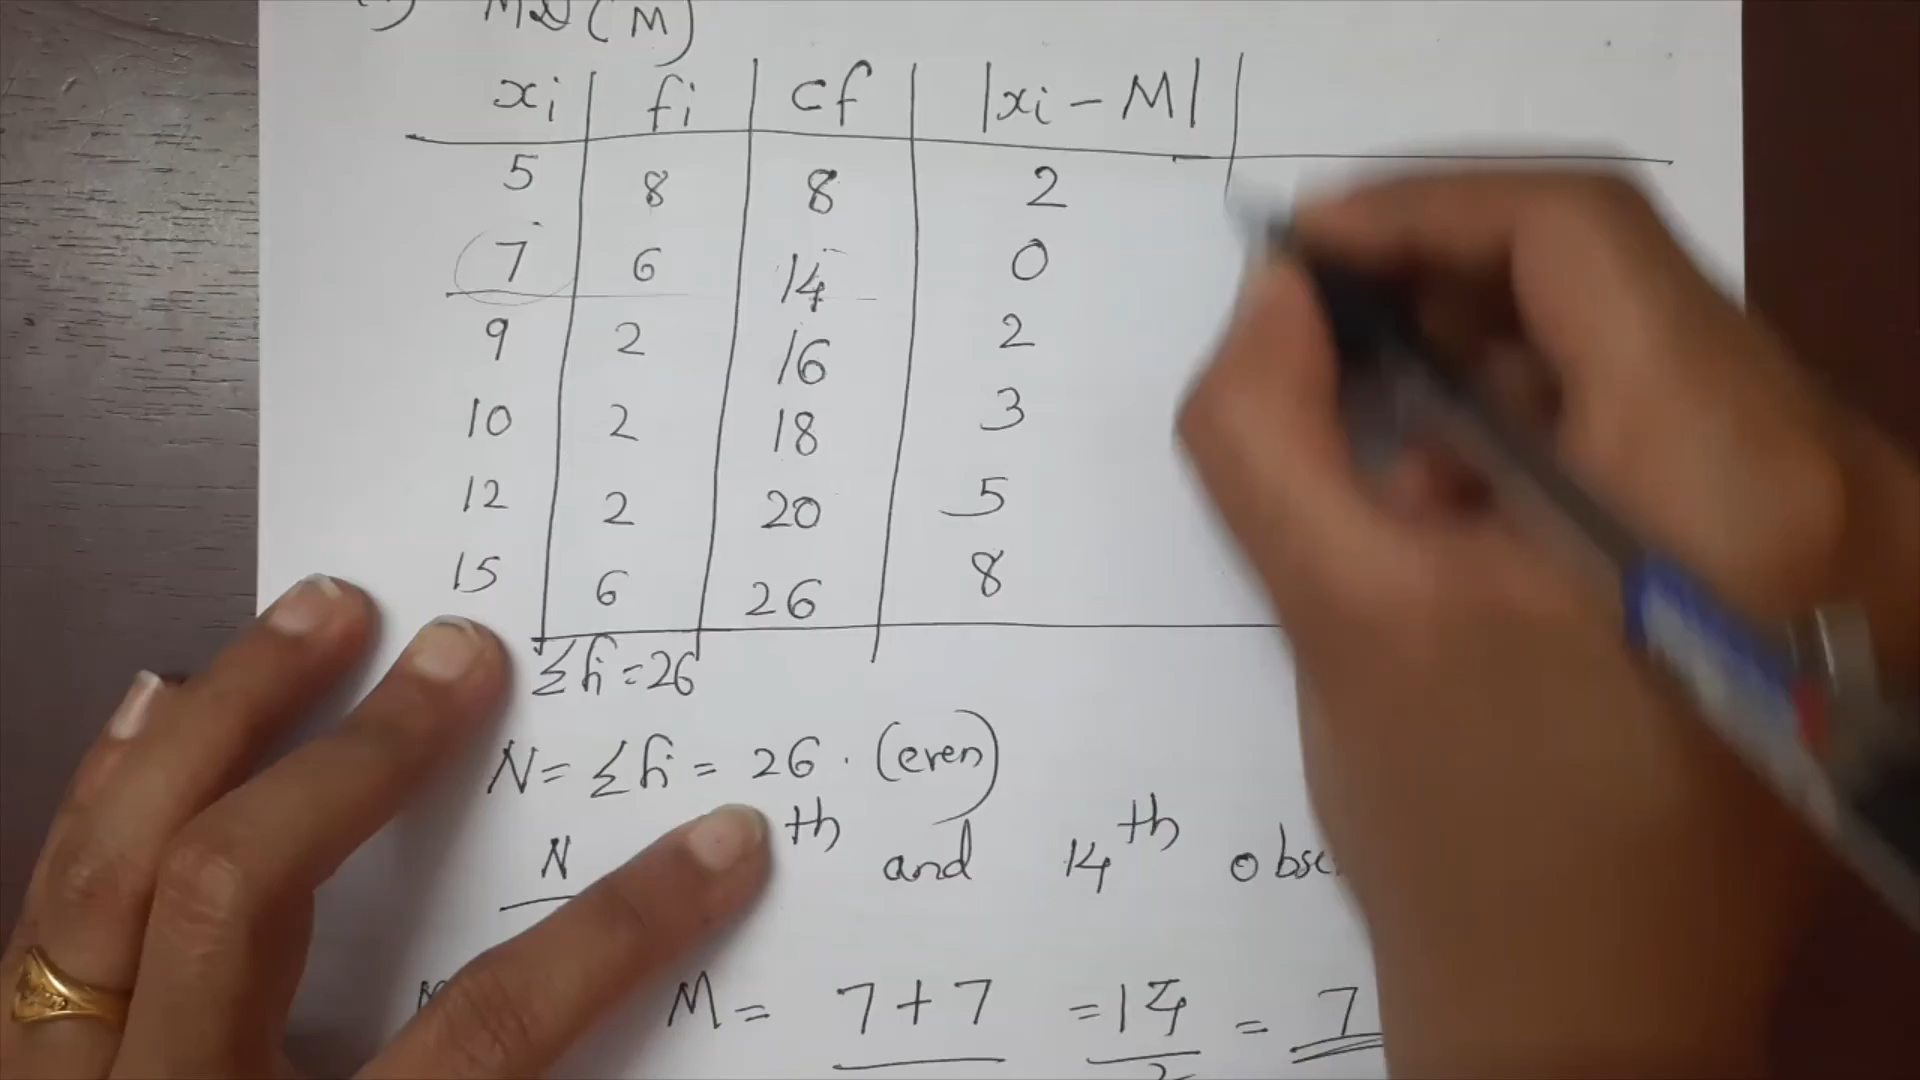 MD (M)
xi fi cf |xi - M|
5 8 8 2
7 6 14 0
9 2 16 2
10 2 18 3
12 2 20 5
15 6 26 8
Σfi = 26
N = Σfi = 26. (even)
N th and 14th
M = 7 + 7 = 14 = 7